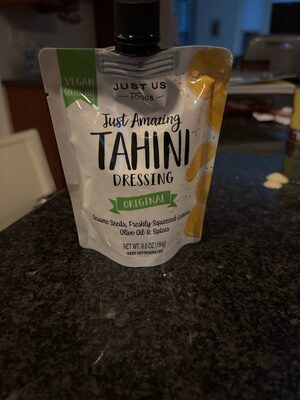 VEGAN
JUST US
FOODS
Just Amazing
TAHINI
DRESSING
ORIGINAL
Sesame Seeds, Freshly Squeezed Lemon,
Olive Oil & Spices
NET WT. 6.5 OZ (184g)
KEEP REFRIGERATED